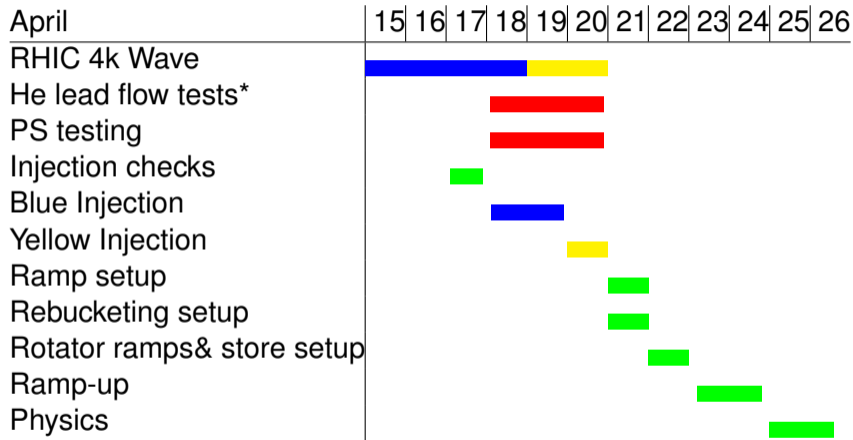 April 15 16 17 18 19 20 21 22 23 24 25 26
RHIC 4k Wave
He lead flow tests*
PS testing
Injection checks
Blue Injection
Yellow Injection
Ramp setup
Rebucketing setup
Rotator ramps& store setup
Ramp-up
Physics